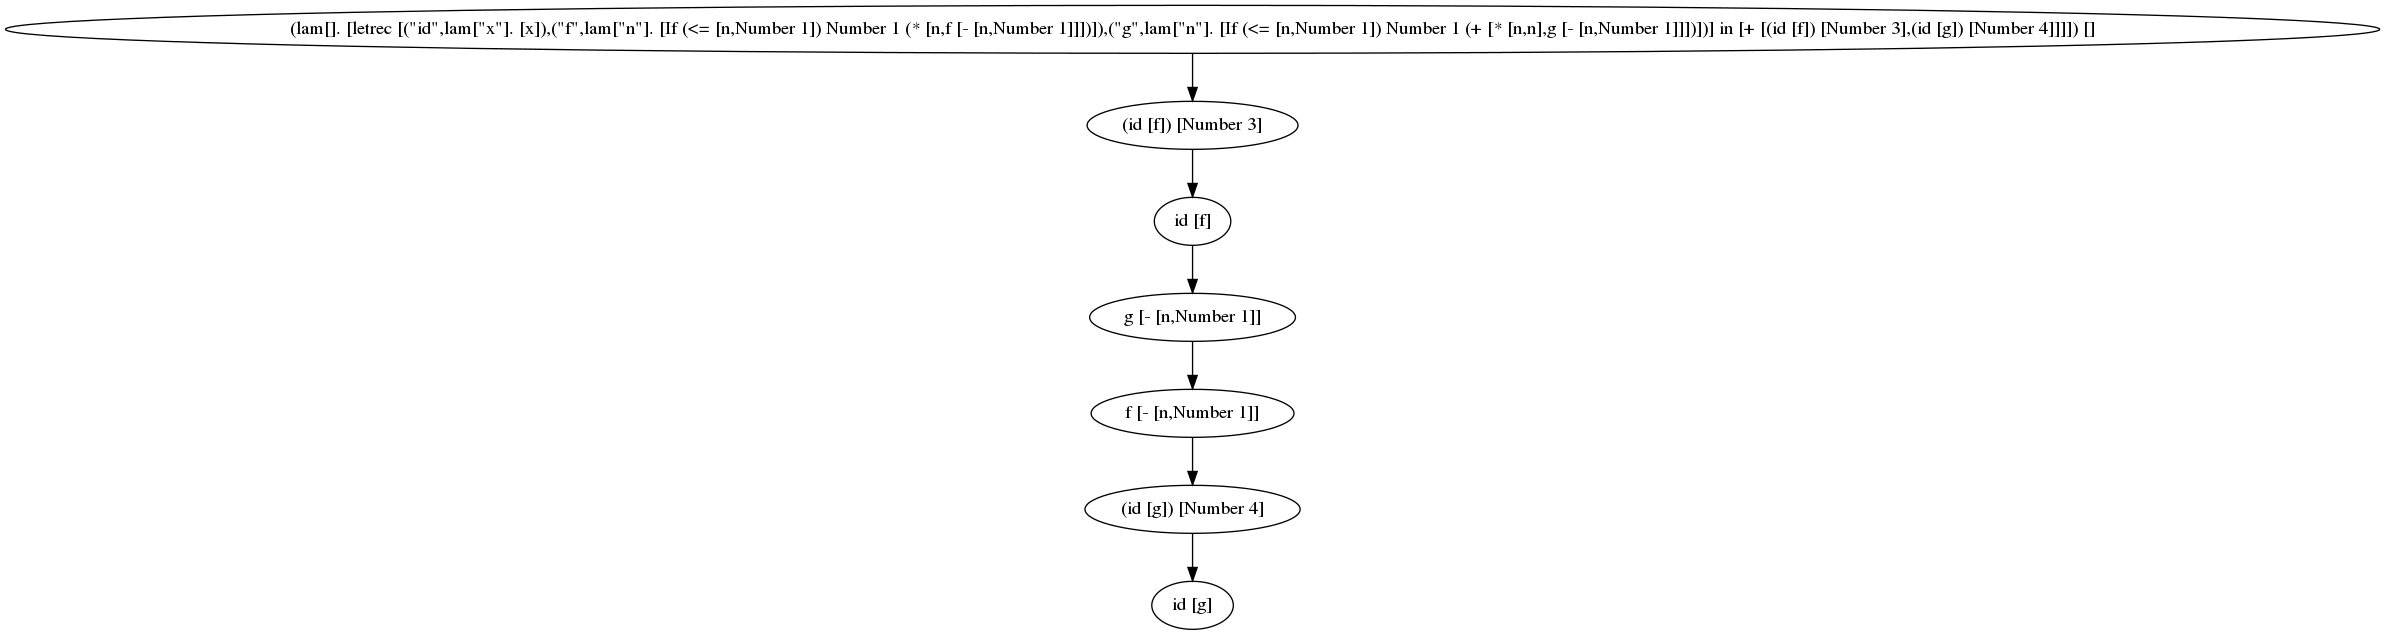 (lam[]. [letrec [("id",lam["x"]. [x]),("f",lam["n"]. [If (<= [n,Number 1]) Number 1 (* [n,f [- [n,Number 1]]])]),("g",lam["n"]. [If (<= [n,Number 1]) Number 1 (+ [* [n,n],g [- [n,Number 1]]])])] in [+ [(id [f]) [Number 3],(id [g]) [Number 4]]]]) []
(id [f]) [Number 3]
id [f]
g [- [n,Number 1]]
f [- [n,Number 1]]
(id [g]) [Number 4]
id [g]